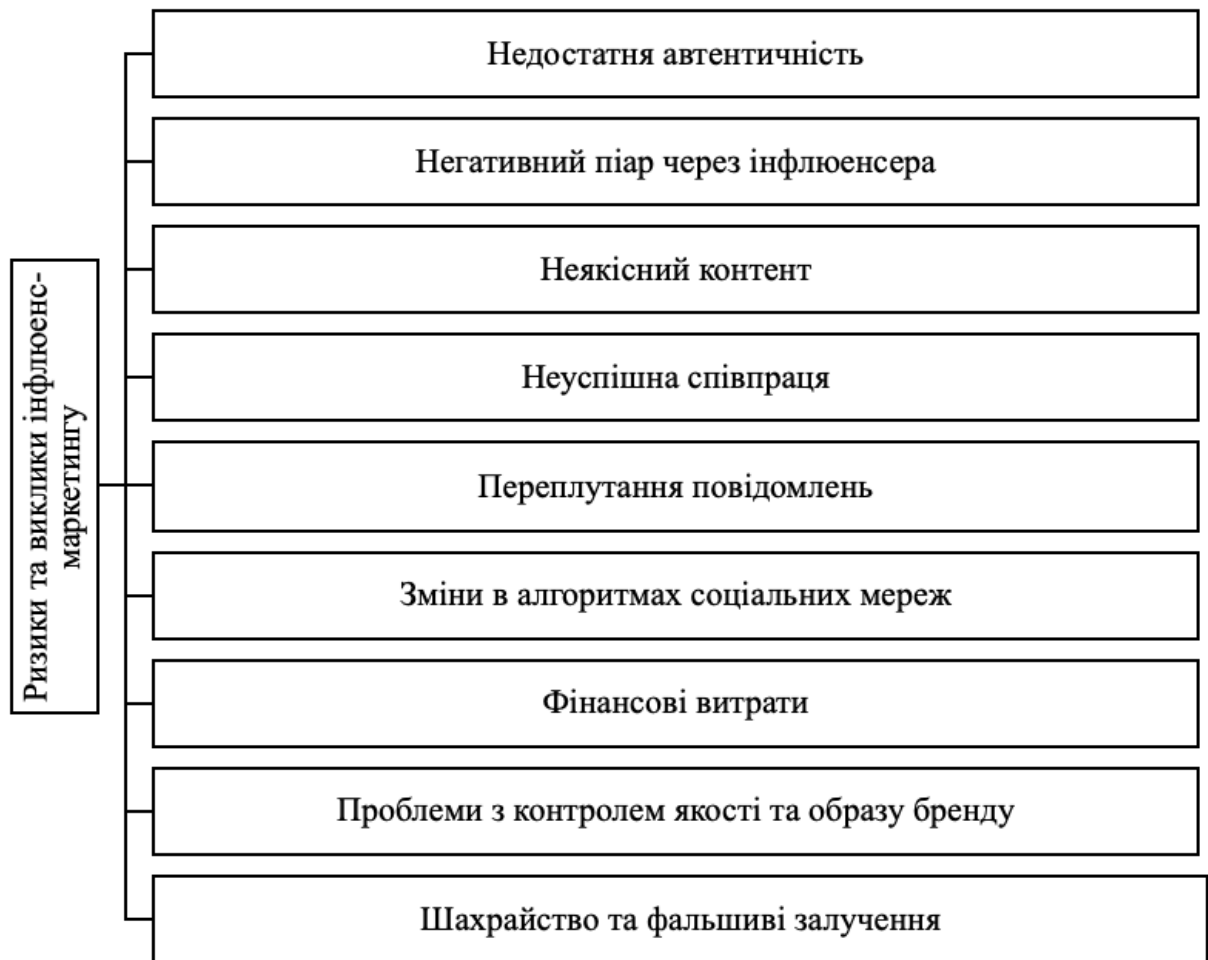 Ризики та виклики інфлюенс-
маркетингу
Недостатня автентичність
Негативний піар через інфлюенсера
Неякісний контент
Неуспішна співпраця
Переплутання повідомлень
Зміни в алгоритмах соціальних мереж
Фінансові витрати
Проблеми з контролем якості та образу бренду
Шахрайство та фальшиві залучення